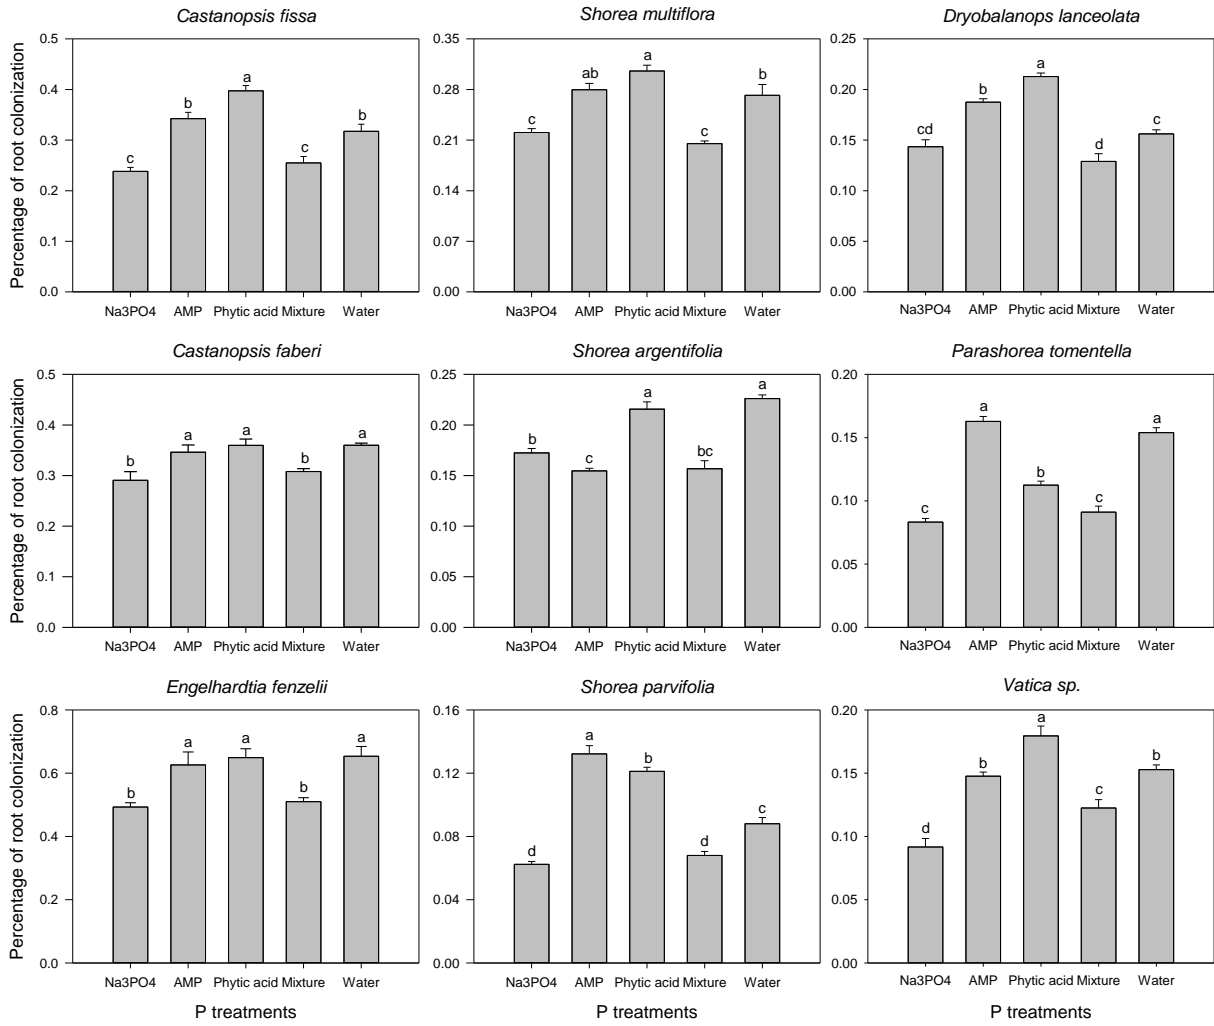 Castanopsis fissa
Shorea multiflora
Dryobalanops lanceolata
Percentage of root colonization
0.5
0.4
0.3
0.2
0.1
0.0
c
b
a
c
b
Na3PO4 AMP Phytic acid Mixture Water
0.35
0.28
0.21
0.14
0.07
0.00
c
ab
a
c
b
Na3PO4 AMP Phytic acid Mixture Water
0.25
0.20
0.15
0.10
0.05
0.00
cd
b
a
d
c
Na3PO4 AMP Phytic acid Mixture Water
Castanopsis faberi
Shorea argentifolia
Parashorea tomentella
Percentage of root colonization
0.5
0.4
0.3
0.2
0.1
0.0
b
a
a
b
a
Na3PO4 AMP Phytic acid Mixture Water
0.25
0.20
0.15
0.10
0.05
0.00
b
c
a
bc
a
Na3PO4 AMP Phytic acid Mixture Water
0.20
0.15
0.10
0.05
0.00
c
a
b
c
a
Na3PO4 AMP Phytic acid Mixture Water
Engelhardtia fenzelii
Shorea parvifolia
Vatica sp.
Percentage of root colonization
0.8
0.6
0.4
0.2
0.0
b
a
a
b
a
Na3PO4 AMP Phytic acid Mixture Water
P treatments
0.16
0.12
0.08
0.04
0.00
d
a
b
d
c
Na3PO4 AMP Phytic acid Mixture Water
P treatments
0.20
0.15
0.10
0.05
0.00
d
b
a
c
b
Na3PO4 AMP Phytic acid Mixture Water
P treatments